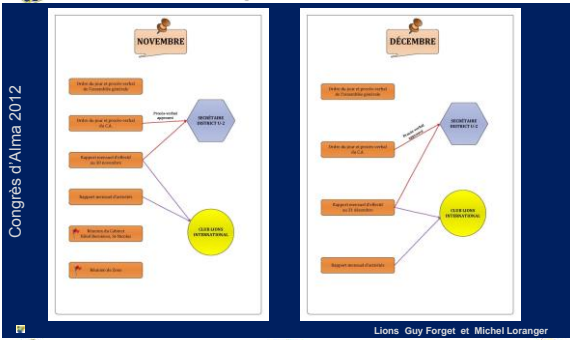 Congrès d'Alma 2012
NOVEMBRE
Ordre du jour et procès-verbal
de l'assemblée générale
Ordre du jour et procès-verbal
du C.A.
Procès-verbal
approuvé
SECRÉTAIRE
DISTRICT U-2
Rapport mensuel d'effectif
au 30 novembre
Rapport mensuel d'activités
CLUB LIONS
INTERNATIONAL
Réunion du Cabinet
Réunion de Zone
DÉCEMBRE
Ordre du jour et procès-verbal
de l'assemblée générale
Ordre du jour et procès-verbal
du C.A.
Procès-verbal
approuvé
SECRÉTAIRE
DISTRICT U-2
Rapport mensuel d'effectif
au 31 décembre
CLUB LIONS
INTERNATIONAL
Rapport mensuel d'activités
Lions Guy Forget et Michel Loranger